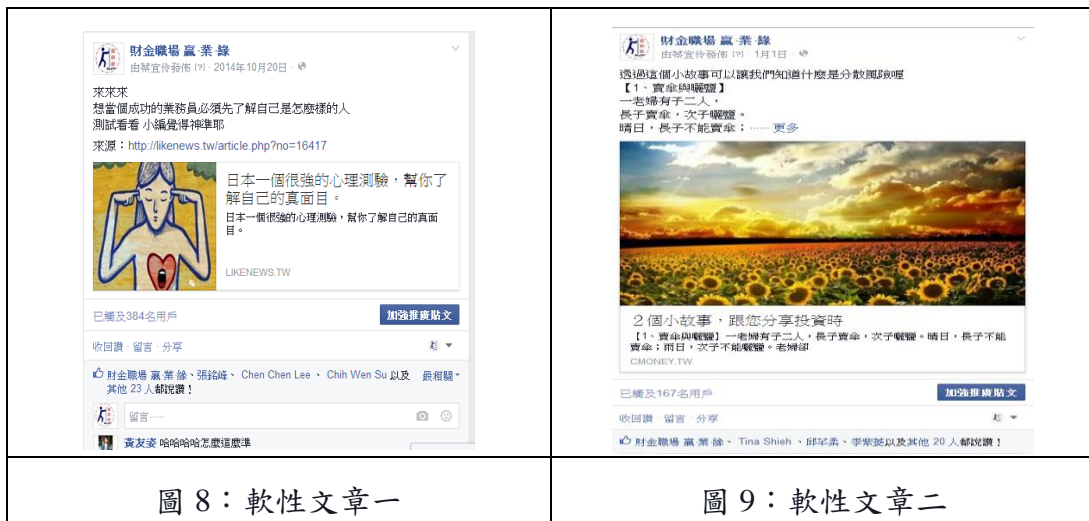 財金職場 贏·業·緣
由蔡宜伶發佈 [?] · 2014年10月20日 ·
來來來
想當個成功的業務員必須先了解自己是怎麼樣的人
測試看看 小編覺得神準耶
來源：http://likenews.tw/article.php?no=16417
日本一個很強的心理測驗，幫你了
解自己的真面目。
日本一個很強的心理測驗，幫你了解自己的真面
目。
LIKENEWS.TW
已觸及384名用戶
加強推廣貼文
收回讚 · 留言 · 分享
財金職場 贏·業·緣、張銘峰、 Chen Chen Lee 、 Chih Wen Su 以及
其他 23 人都說讚！
最相關
留言......
黃友姿 哈哈哈哈怎麼這麼準
圖 8：軟性文章一
財金職場 贏·業·緣
由蔡宜伶發佈 [?] · 1月1日 ·
透過這個小故事可以讓我們知道什麼是分散風險喔
【1、賣傘與曬鹽】
一老婦有子二人，
長子賣傘，次子曬鹽。
晴日，長子不能賣傘；...... 更多
2個小故事，跟您分享投資時
【1、賣傘與曬鹽】一老婦有子二人，長子賣傘，次子曬鹽。晴日，長子不能
賣傘；雨日，次子不能曬鹽。老婦卻
CMONEY.TW
已觸及167名用戶
加強推廣貼文
收回讚 · 留言 · 分享
財金職場 贏·業·緣、 Tina Shieh 、邱芊柔、李紫挻以及其他 20 人都說讚！
圖 9：軟性文章二